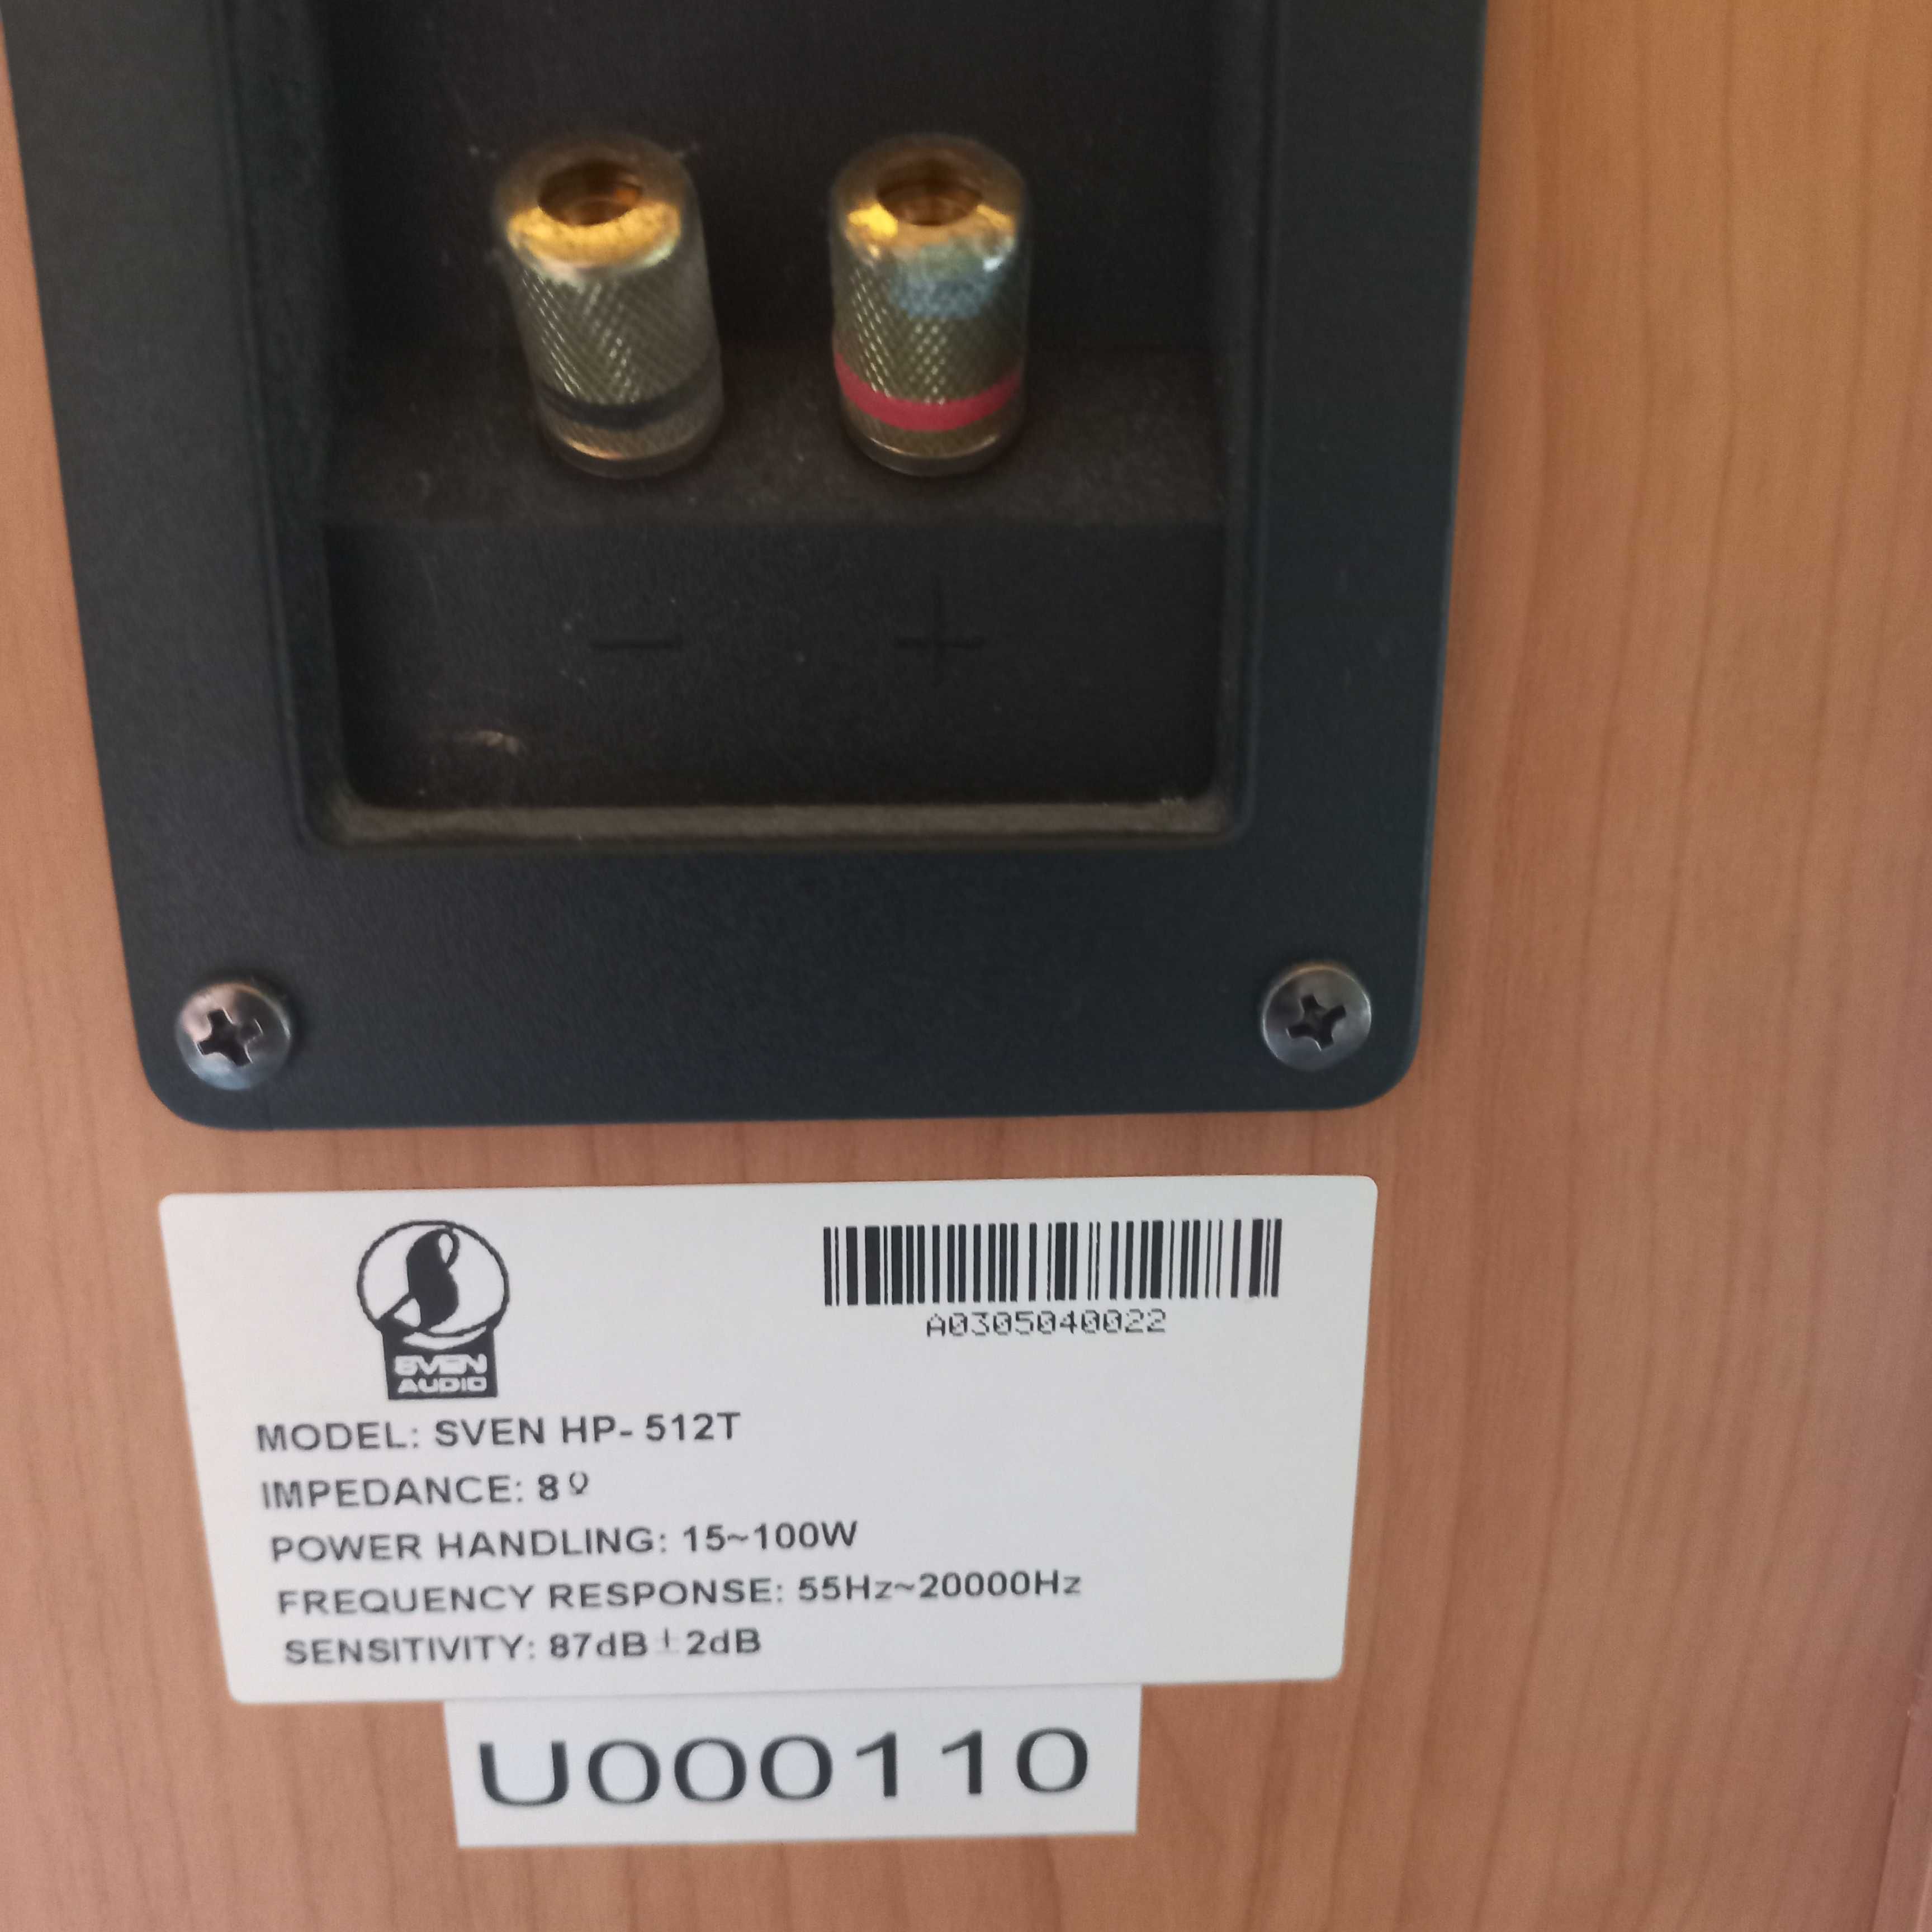 − +
SVEN
AUDIO
A0305040022
MODEL: SVEN HP- 512T
IMPEDANCE: 8 Ω
POWER HANDLING: 15~100W
FREQUENCY RESPONSE: 55Hz~20000Hz
SENSITIVITY: 87dB ± 2dB
U000110